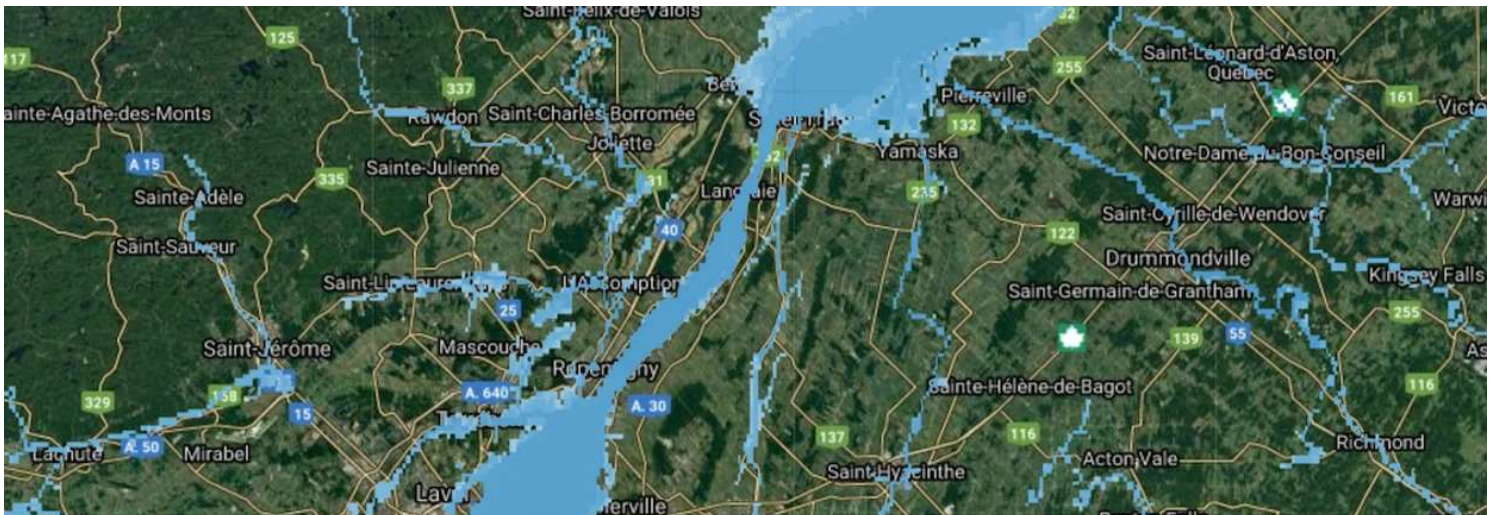 Saint-Félix-de-Valois
125
117
337
255
Saint-Léonard-d'Aston,
Québec
161
Pierreville
132
Sainte-Agathe-des-Monts
Rawdon
Saint-Charles Borromée
Joliette
Yamaska
Notre-Dame-du-Bon-Conseil
A 15
Sainte-Julienne
335
31
Sainte-Adèle
235
Saint-Cyrille-de-Wendover
40
122
Saint-Sauveur
Drummondville
Kingsey Falls
L'Assomption
Saint-Germain-de-Grantham
25
255
55
139
Saint-Jérôme
Mascouche
Repentigny
Sainte-Hélène-de-Bagot
116
329
158
A. 640
A. 30
15
137
116
Richmond
Lachute
A. 50
Mirabel
Saint-Hyacinthe
Acton Vale